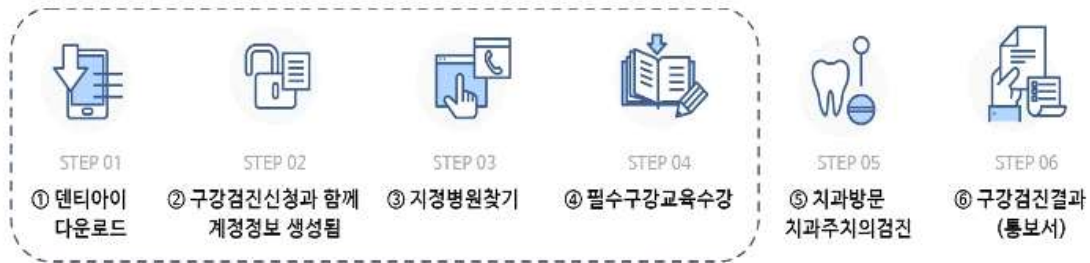 STEP 01
① 덴티아이
다운로드
STEP 02
② 구강검진신청과 함께
계정정보 생성됨
STEP 03
③ 지정병원찾기
STEP 04
④ 필수구강교육수강
STEP 05
⑤ 치과방문
치과주치의검진
STEP 06
⑥ 구강검진결과
(통보서)